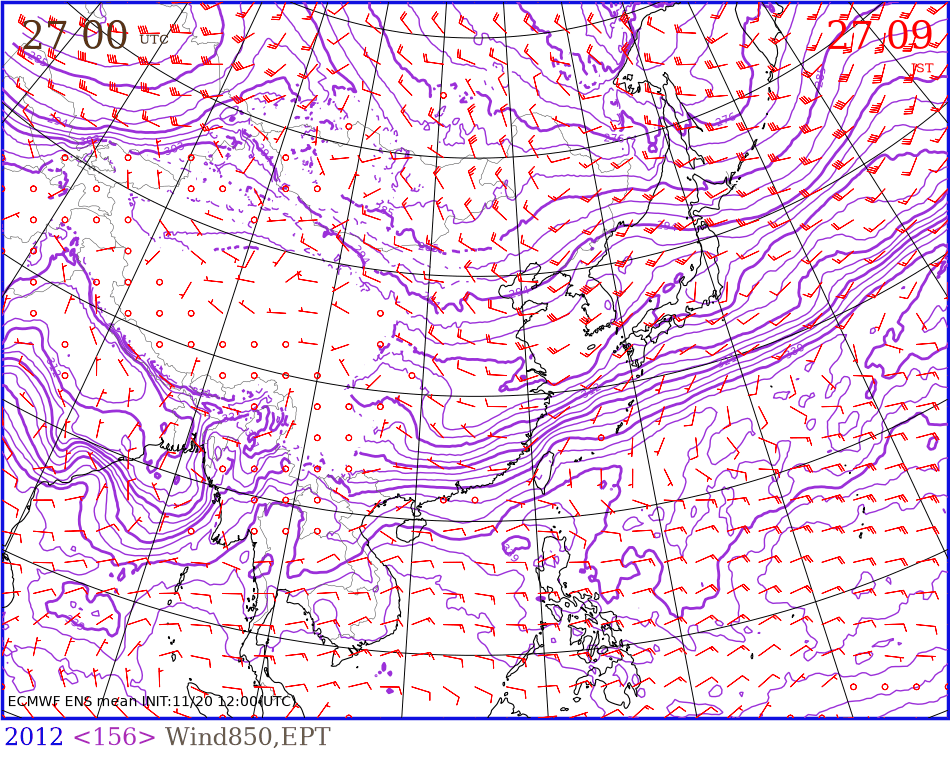 27 00 UTC 27 09
JST
ECMWF ENS mean INIT:11/20 12:00(UTC)
2012 <156> Wind850,EPT